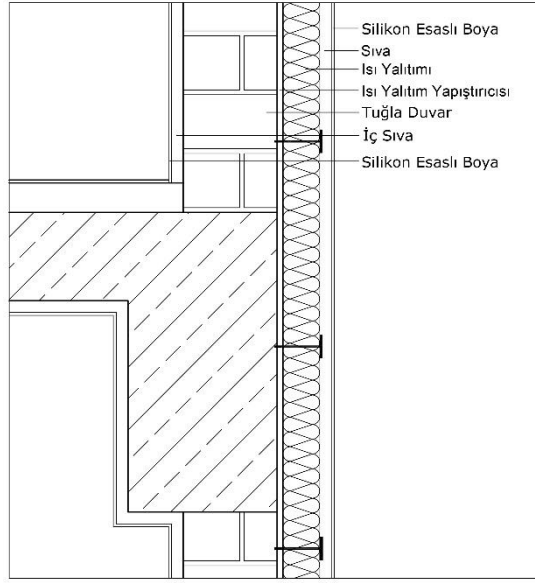 Silikon Esaslı Boya
Sıva
Isı Yalıtımı
Isı Yalıtım Yapıştırıcısı
Tuğla Duvar
İç Sıva
Silikon Esaslı Boya